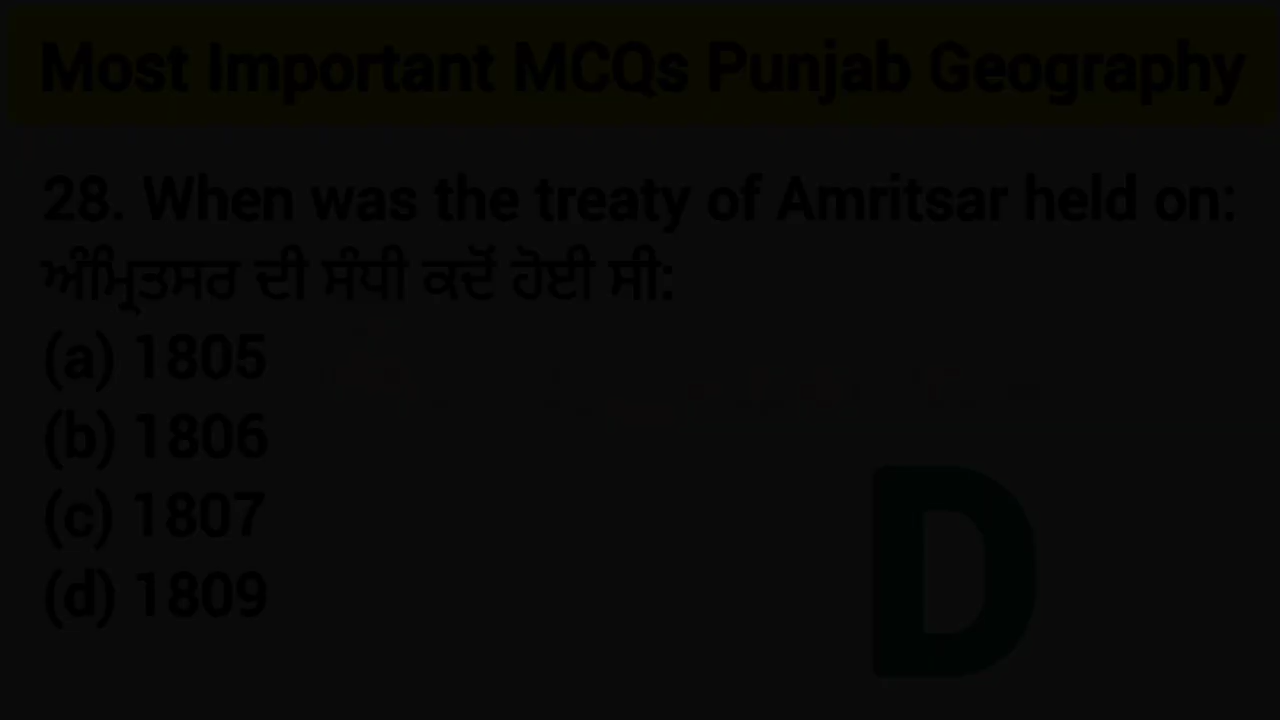 Most Important MCQs Punjab Geography
28. When was the treaty of Amritsar held on:
ਅੰਮ੍ਰਿਤਸਰ ਦੀ ਸੰਧੀ ਕਦੋਂ ਹੋਈ ਸੀ:
(a) 1805
(b) 1806
(c) 1807
(d) 1809
D